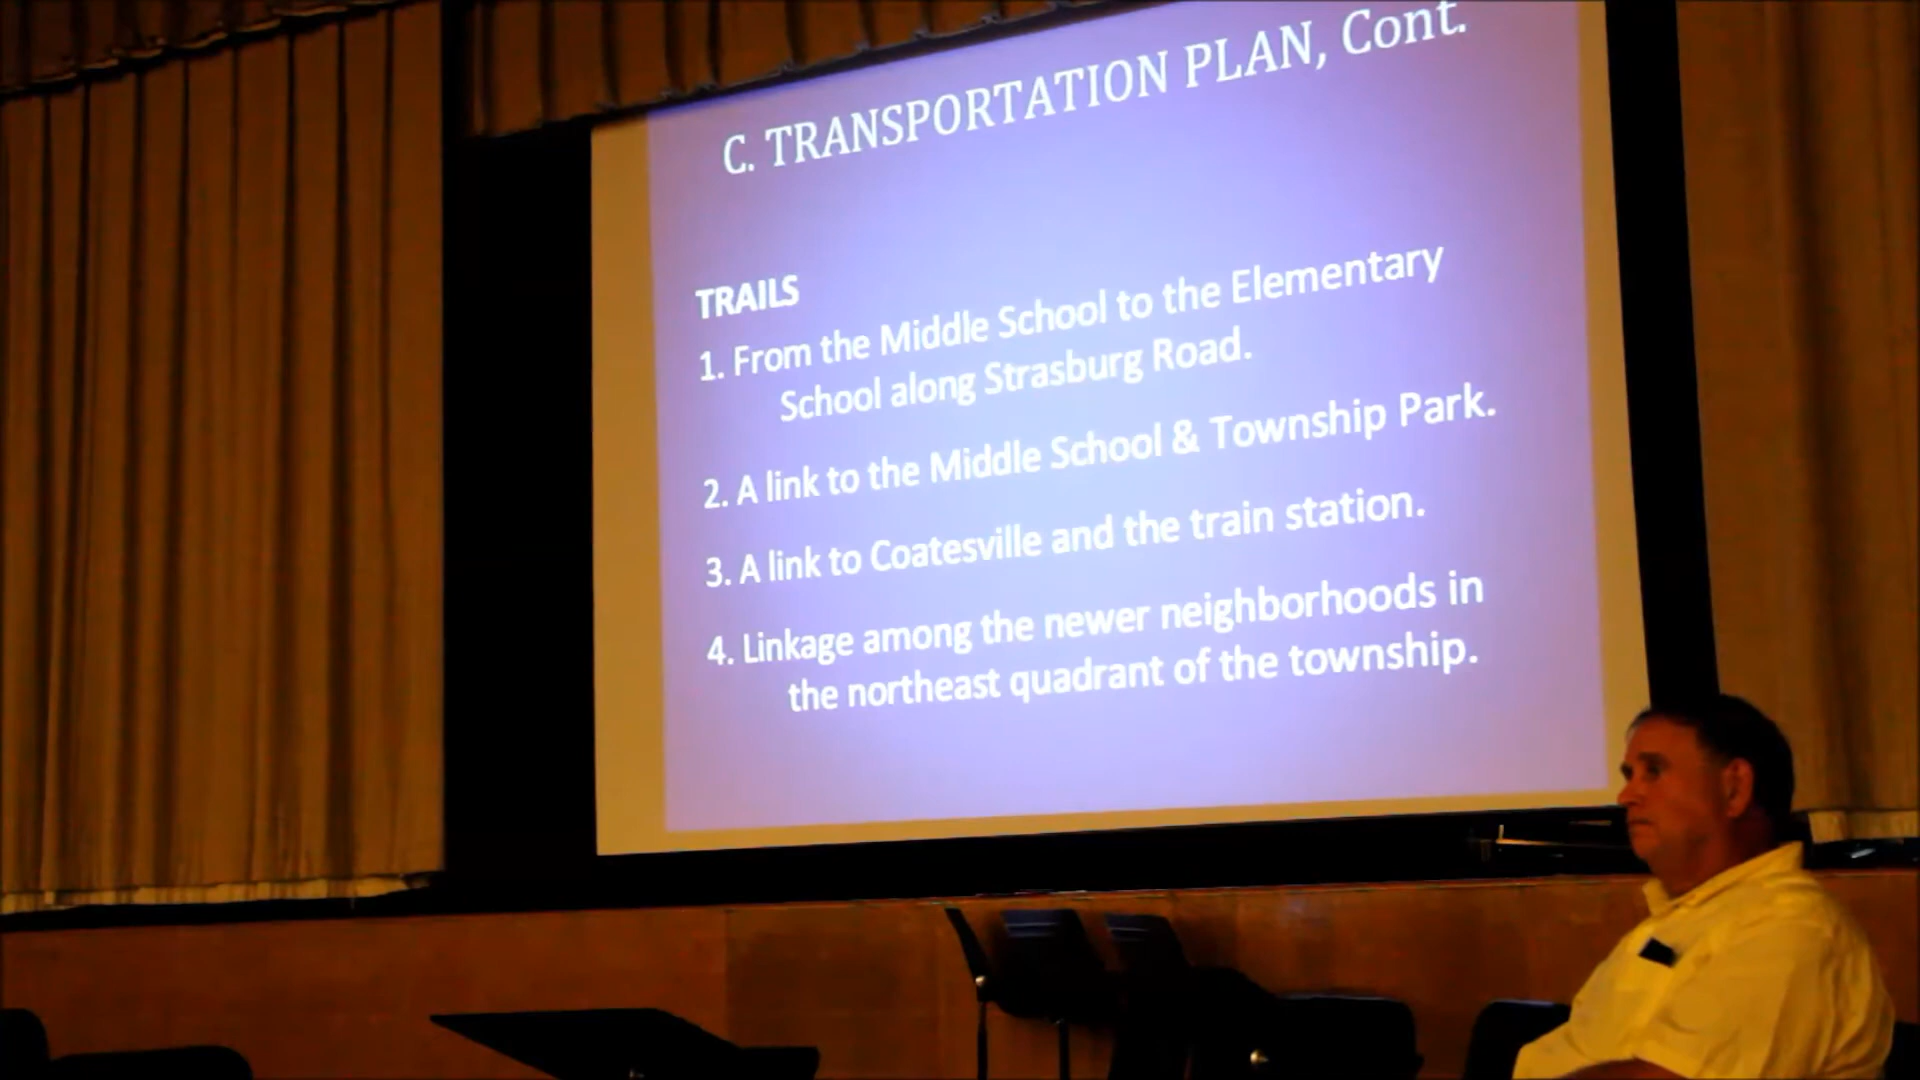 C. TRANSPORTATION PLAN, Cont.
TRAILS
1. From the Middle School to the Elementary
School along Strasburg Road.
2. A link to the Middle School & Township Park.
3. A link to Coatesville and the train station.
4. Linkage among the newer neighborhoods in
the northeast quadrant of the township.